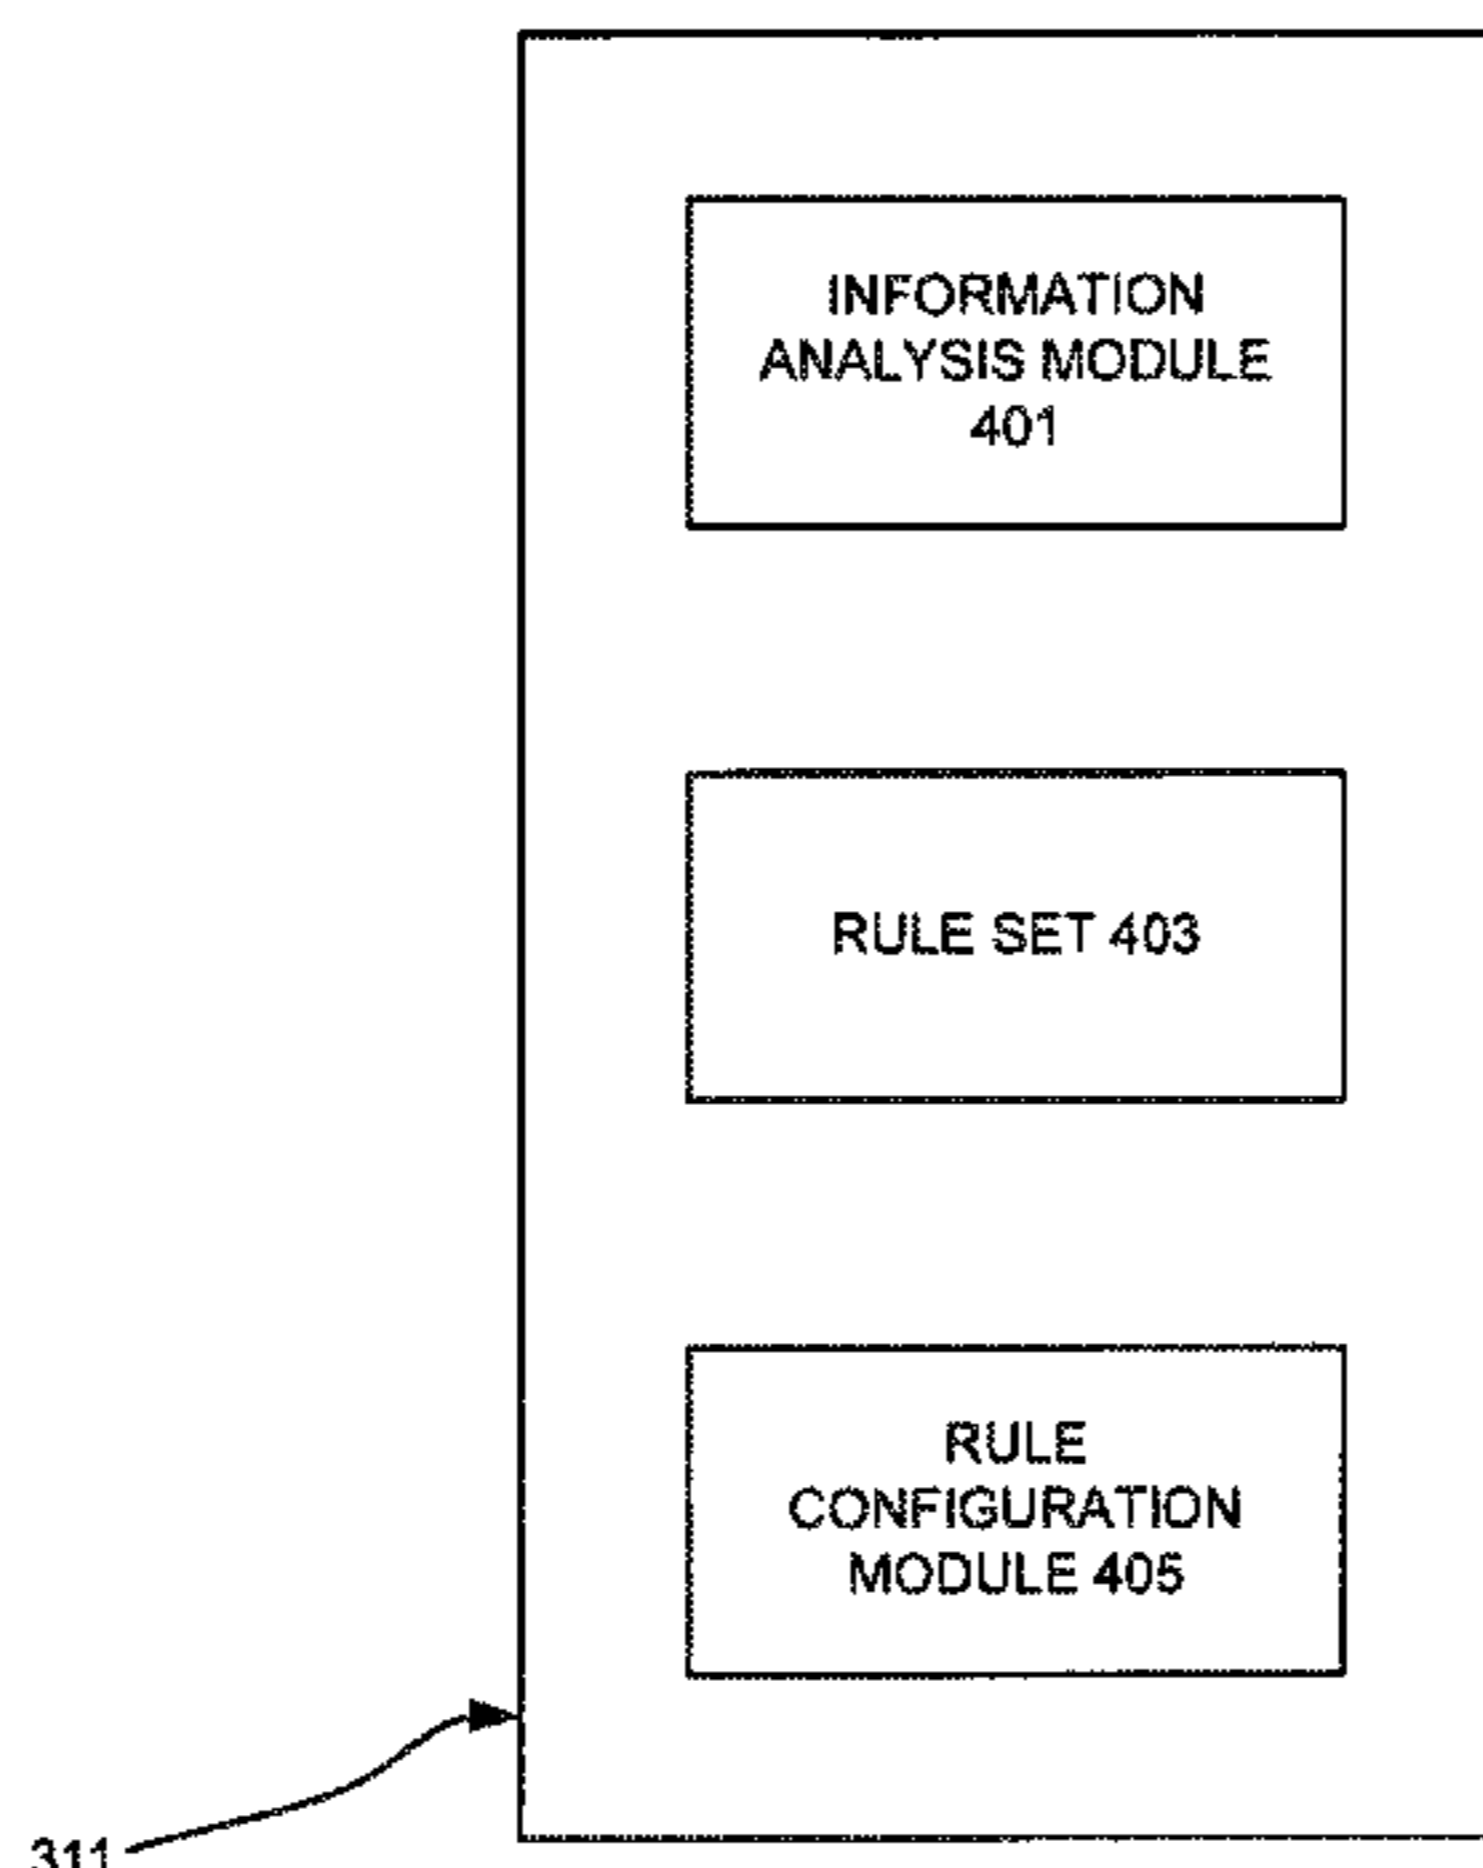 INFORMATION
ANALYSIS MODULE
401
RULE SET 403
RULE
CONFIGURATION
MODULE 405
311